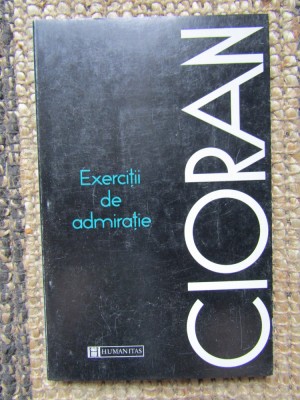 CIORAN
Exerciții
de
admirație
HUMANITAS